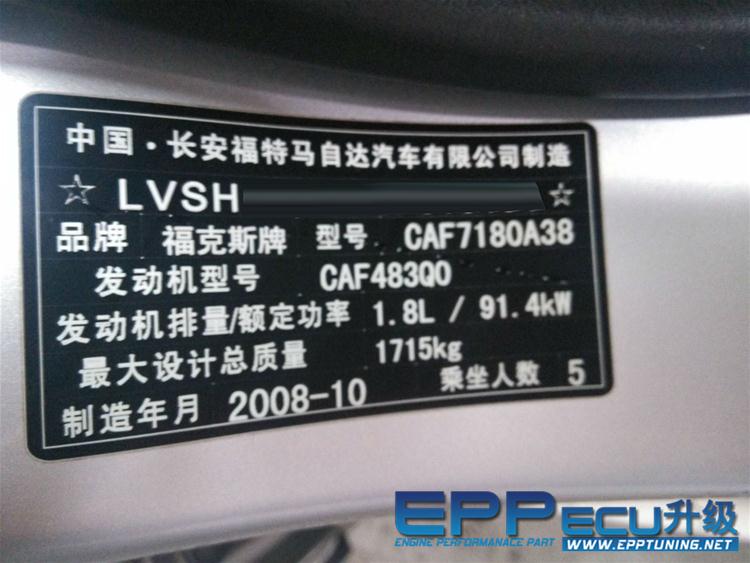 中国·长安福特马自达汽车有限公司制造
☆ LVSH ☆
品牌 福克斯牌 型号 CAF7180A38
发动机型号 CAF483Q0
发动机排量/额定功率 1.8L / 91.4kW
最大设计总质量 1715kg
制造年月 2008-10 乘坐人数 5
EPP ECU升级
ENGINE PERFORMANACE PART
WWW.EPPTUNING.NET